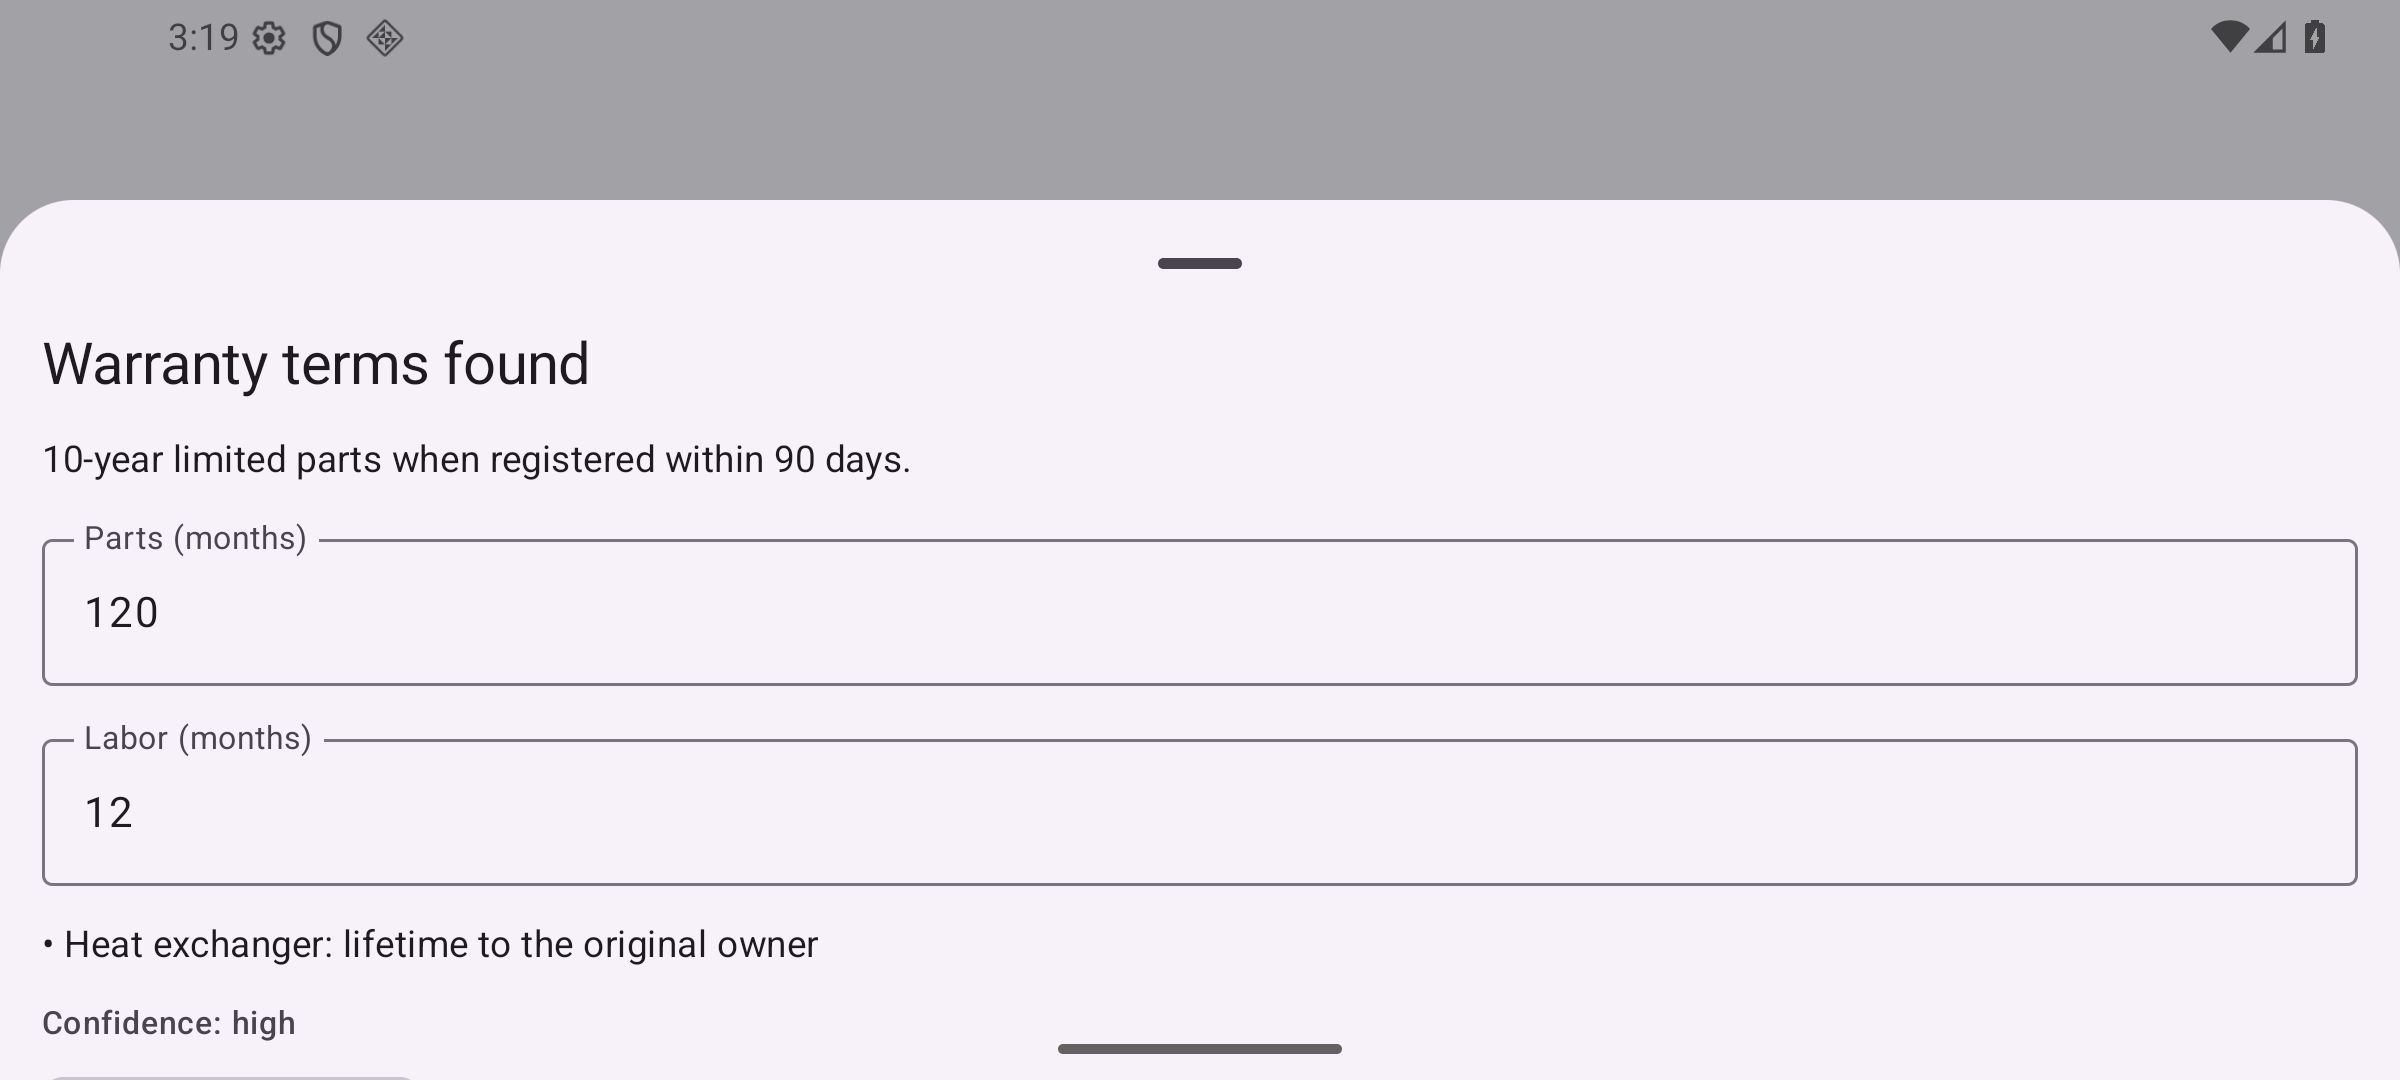 3:19
Warranty terms found
10-year limited parts when registered within 90 days.
Parts (months)
120
Labor (months)
12
• Heat exchanger: lifetime to the original owner
Confidence: high